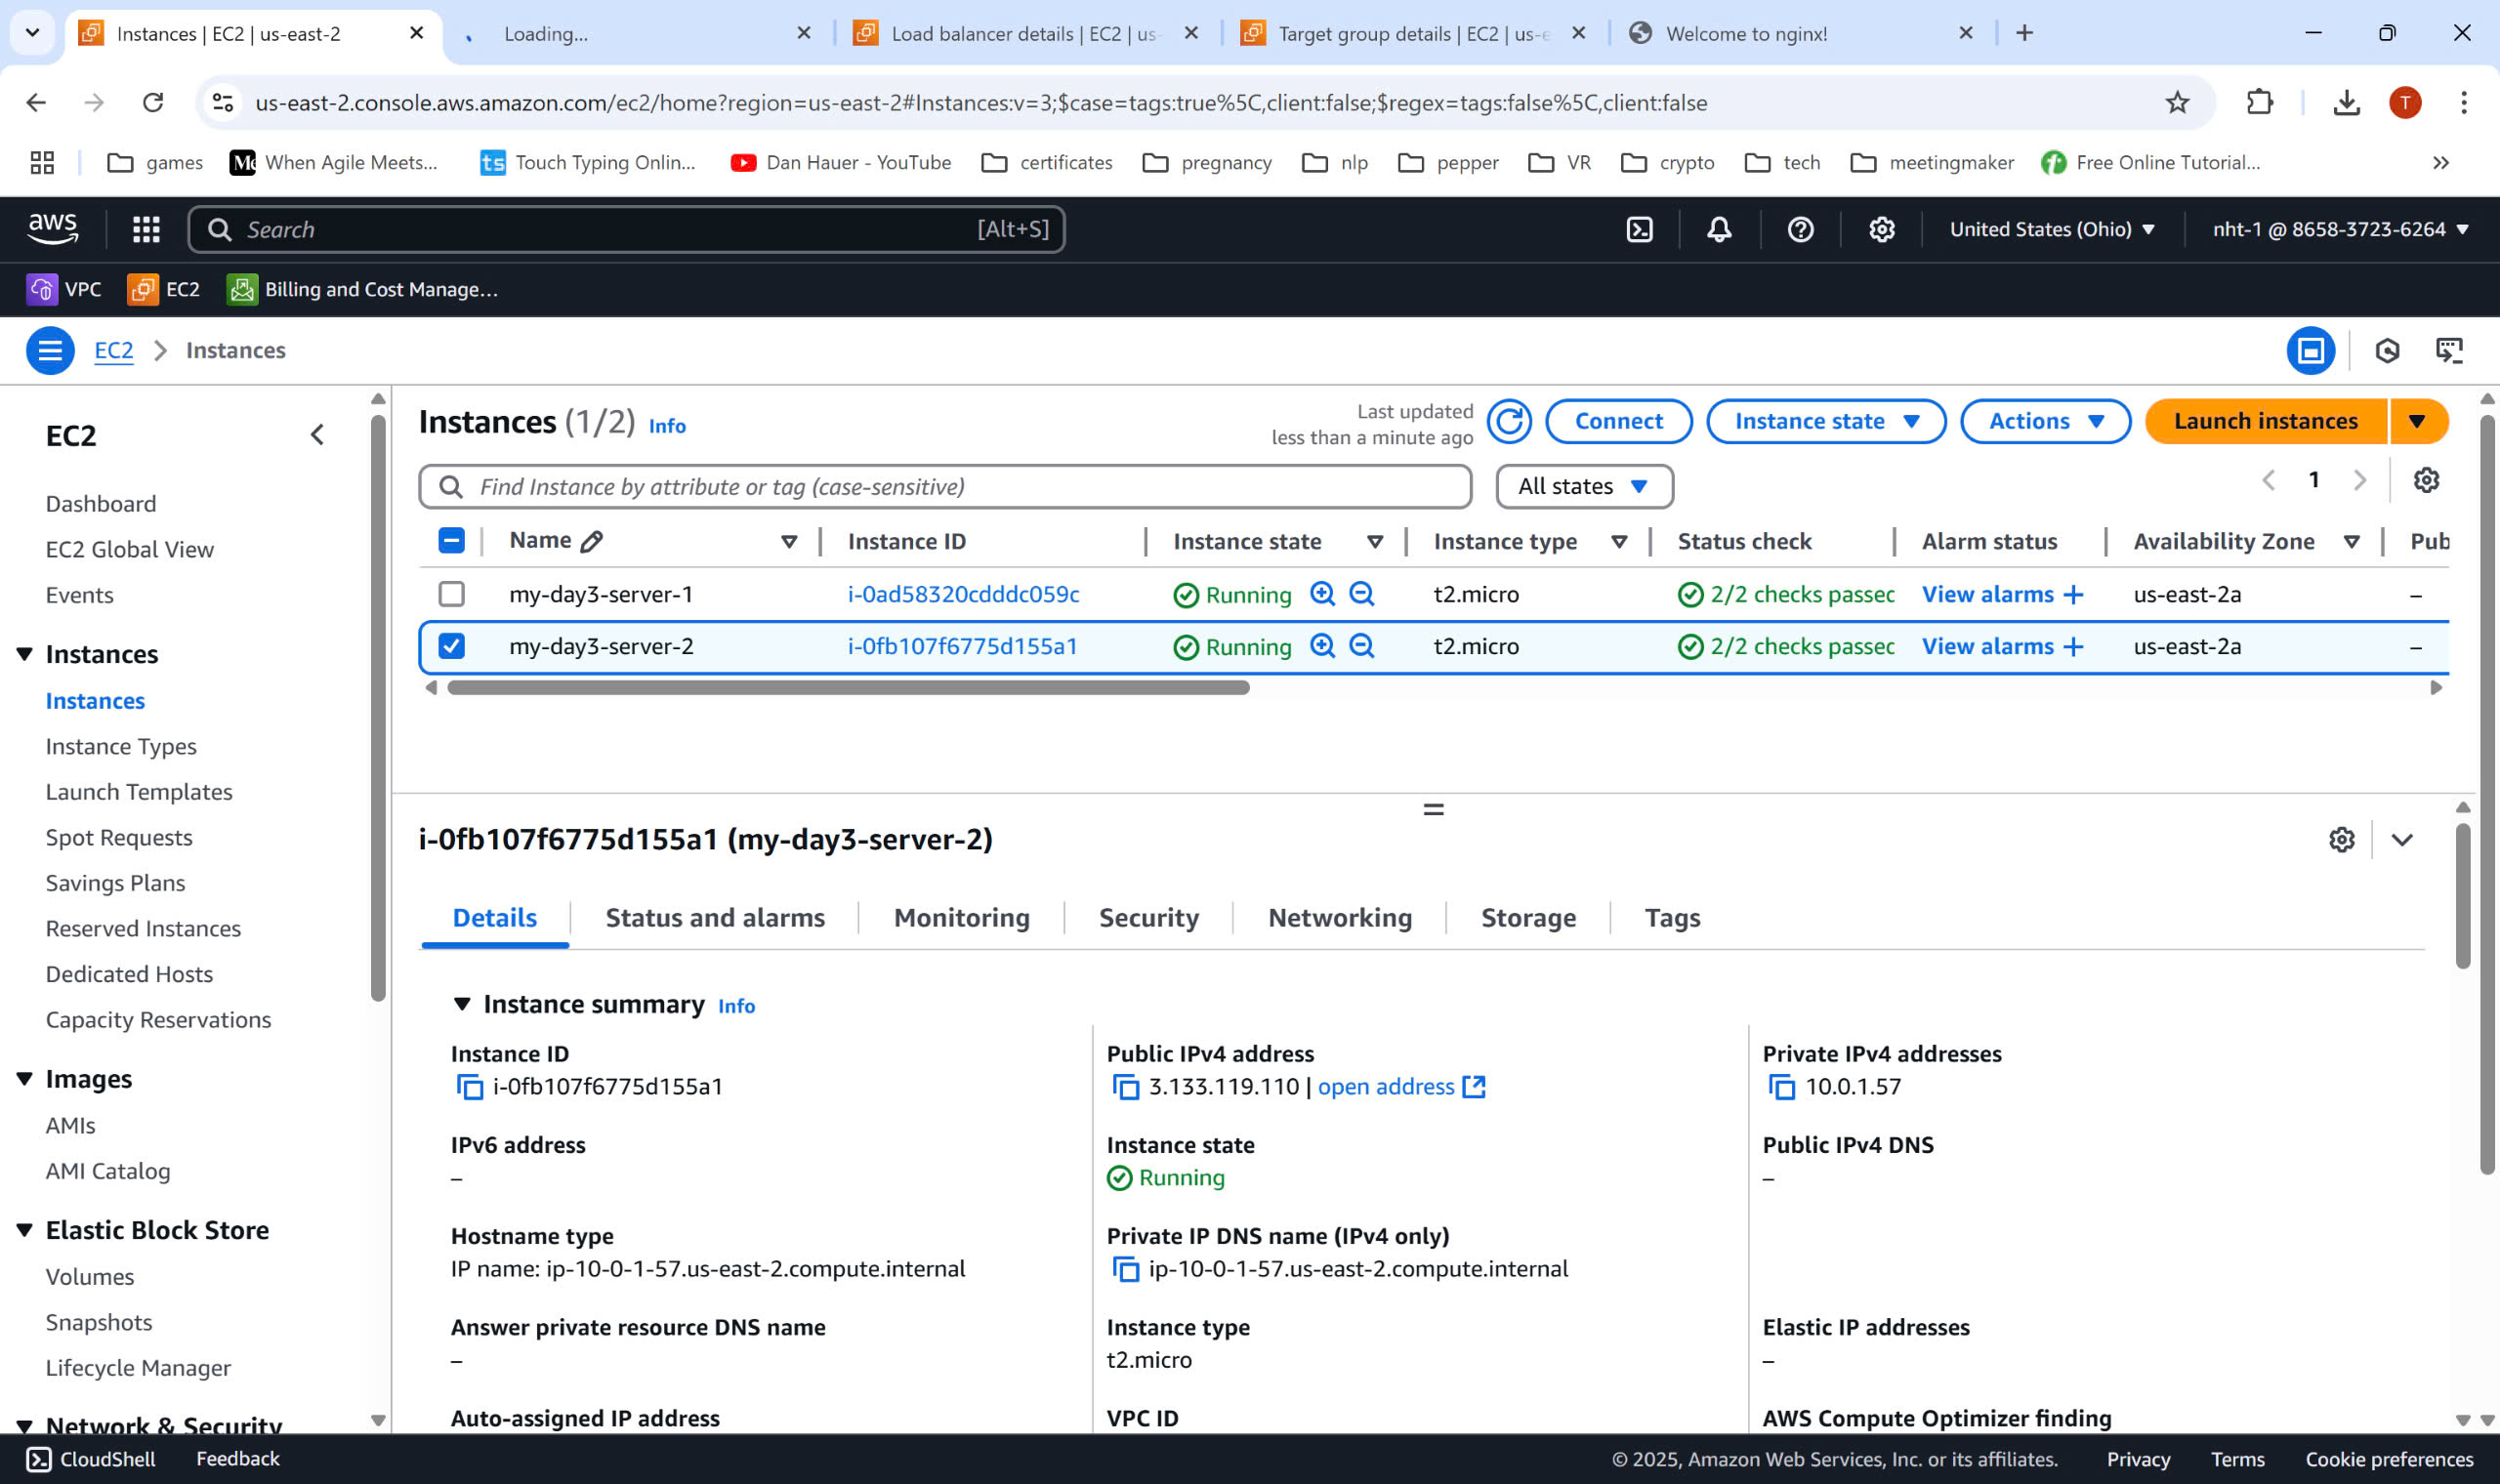 Instances | EC2 | us-east-2
Loading...
Load balancer details | EC2 | us-
Target group details | EC2 | us-e
Welcome to nginx!
us-east-2.console.aws.amazon.com/ec2/home?region=us-east-2#Instances:v=3;$case=tags:true%5C,client:false;$regex=tags:false%5C,client:false
T
games
When Agile Meets...
Touch Typing Onlin...
Dan Hauer - YouTube
certificates
pregnancy
nlp
pepper
VR
crypto
tech
meetingmaker
Free Online Tutorial...
aws
Search
[Alt+S]
United States (Ohio)
nht-1 @ 8658-3723-6264
VPC
EC2
Billing and Cost Manage...
EC2
Instances
EC2
Dashboard
EC2 Global View
Events
Instances
Instances
Instance Types
Launch Templates
Spot Requests
Savings Plans
Reserved Instances
Dedicated Hosts
Capacity Reservations
Images
AMIs
AMI Catalog
Elastic Block Store
Volumes
Snapshots
Lifecycle Manager
Network & Security
Instances (1/2) Info
Last updated
less than a minute ago
Connect
Instance state
Actions
Launch instances
Find Instance by attribute or tag (case-sensitive)
All states
1
Name Instance ID Instance state Instance type Status check Alarm status Availability Zone Pub
my-day3-server-1 i-0ad58320cdddc059c Running t2.micro 2/2 checks passed View alarms + us-east-2a –
my-day3-server-2 i-0fb107f6775d155a1 Running t2.micro 2/2 checks passed View alarms + us-east-2a –
i-0fb107f6775d155a1 (my-day3-server-2)
Details
Status and alarms
Monitoring
Security
Networking
Storage
Tags
Instance summary Info
Instance ID
i-0fb107f6775d155a1
Public IPv4 address
3.133.119.110 | open address
Private IPv4 addresses
10.0.1.57
IPv6 address
–
Instance state
Running
Public IPv4 DNS
–
Hostname type
IP name: ip-10-0-1-57.us-east-2.compute.internal
Private IP DNS name (IPv4 only)
ip-10-0-1-57.us-east-2.compute.internal
Answer private resource DNS name
–
Instance type
t2.micro
Elastic IP addresses
–
Auto-assigned IP address
VPC ID
AWS Compute Optimizer finding
CloudShell
Feedback
© 2025, Amazon Web Services, Inc. or its affiliates.
Privacy
Terms
Cookie preferences